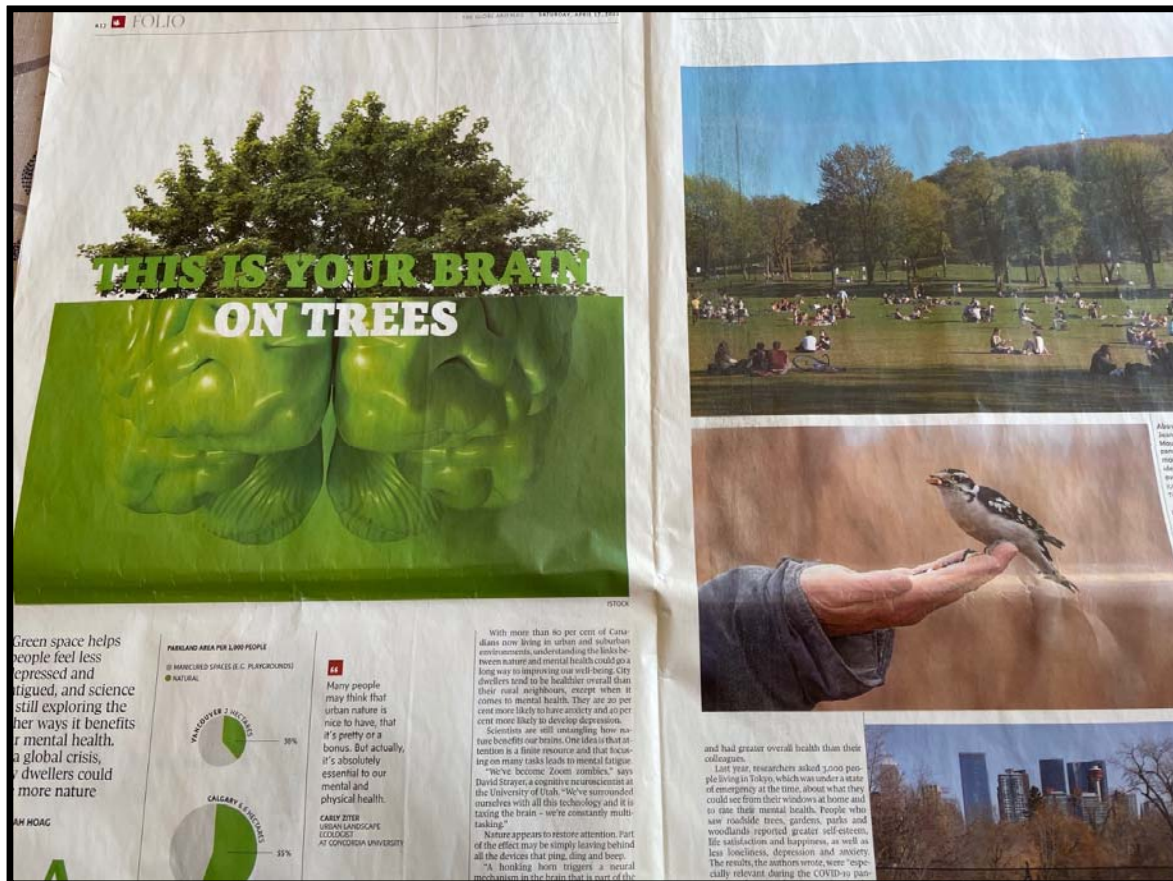 FOLIO
THE GLOBE AND MAIL | SATURDAY, APRIL 17, 2021
THIS IS YOUR BRAIN
ON TREES
ISTOCK
Green space helps
people feel less
and
and science
still exploring the
ways it benefits
mental health.
a global crisis,
dwellers could
more nature
HOAG
PARKLAND AREA PER 1,000 PEOPLE
MANICURED SPACES (E.G. PLAYGROUNDS)
NATURAL
VANCOUVER 2 HECTARES
CALGARY 6.6 HECTARES
55%
Many people
may think that
urban nature is
nice to have, that
it's pretty or a
bonus. But actually,
it's absolutely
essential to our
mental and
physical health.
CARLY ZITER
URBAN LANDSCAPE
ECOLOGIST
AT CONCORDIA UNIVERSITY
With more than 80 per cent of Cana-
dians now living in urban and suburban
environments, understanding the links be-
tween nature and mental health could go a
long way to improving our well-being. City
dwellers tend to be healthier overall than
their rural neighbours, except when it
comes to mental health. They are 20 per
cent more likely to have anxiety and 40 per
cent more likely to develop depression.
Scientists are still untangling how na-
ture benefits our brains. One idea is that at-
tention is a finite resource and that focus-
ing on many tasks leads to mental fatigue.
"We've become Zoom zombies," says
David Strayer, a cognitive neuroscientist at
the University of Utah. "We've surrounded
ourselves with all this technology and it is
taxing the brain – we're constantly multi-
tasking."
Nature appears to restore attention. Part
of the effect may be simply leaving behind
all the devices that ping, ding and beep.
"A honking horn triggers a neural
mechanism in the brain that is part of the
and had greater overall health than their
colleagues.
Last year, researchers asked 3,000 peo-
ple living in Tokyo, which was under a state
of emergency at the time, about what they
could see from their windows at home and
to rate their mental health. People who
saw roadside trees, gardens, parks and
woodlands reported greater self-esteem,
life satisfaction and happiness, as well as
less loneliness, depression and anxiety.
The results, the authors wrote, were "espe-
cially relevant during the COVID-19 pan-